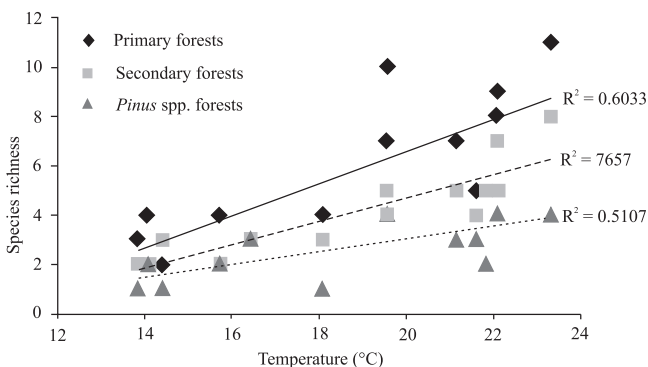 12
10
8
6
4
2
0
Species richness
Primary forests
Secondary forests
Pinus spp. forests
R² = 0.6033
R² = 7657
R² = 0.5107
12 14 16 18 20 22 24
Temperature (°C)